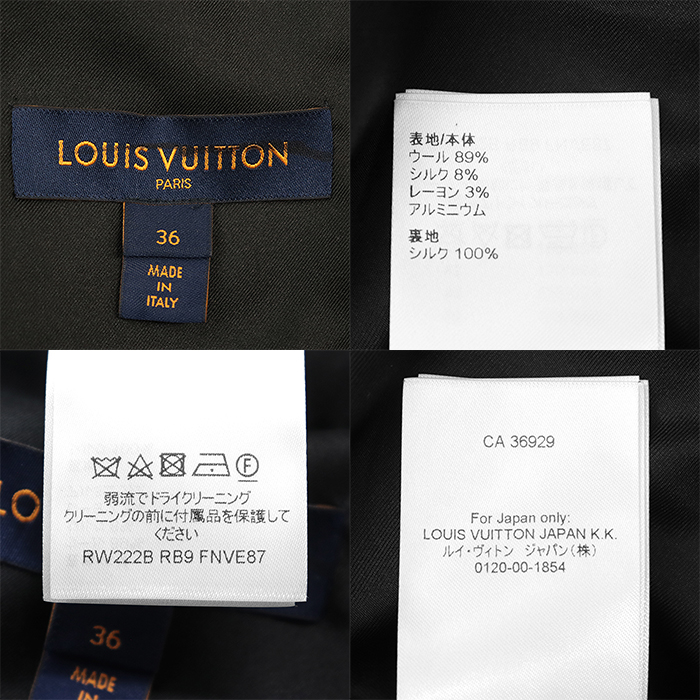 LOUIS VUITTON
PARIS
36
MADE
IN
ITALY
表地/本体
ウール 89%
シルク 8%
レーヨン 3%
アルミニウム
裏地
シルク 100%
弱流でドライクリーニング
クリーニングの前に付属品を保護して
ください
RW222B RB9 FNVE87
LO
36
MADE
IN
CA 36929
For Japan only:
LOUIS VUITTON JAPAN K.K.
ルイ・ヴィトン ジャパン(株)
0120-00-1854